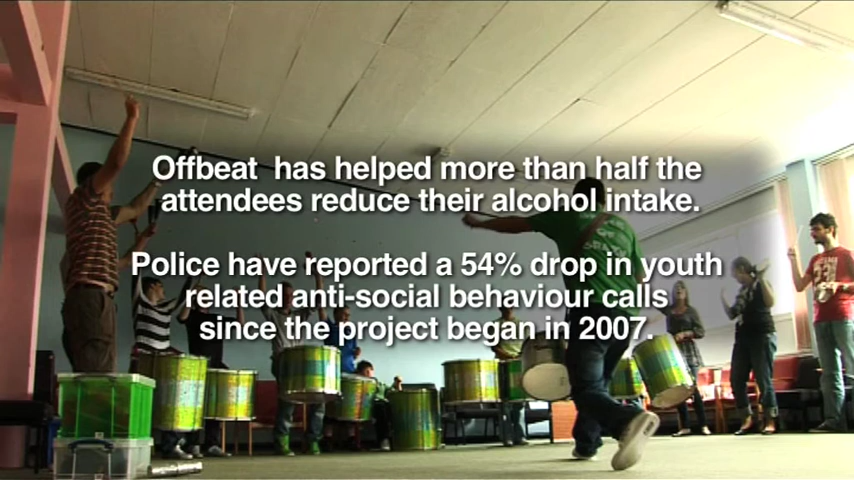 Offbeat has helped more than half the
attendees reduce their alcohol intake.
Police have reported a 54% drop in youth
related anti-social behaviour calls
since the project began in 2007.